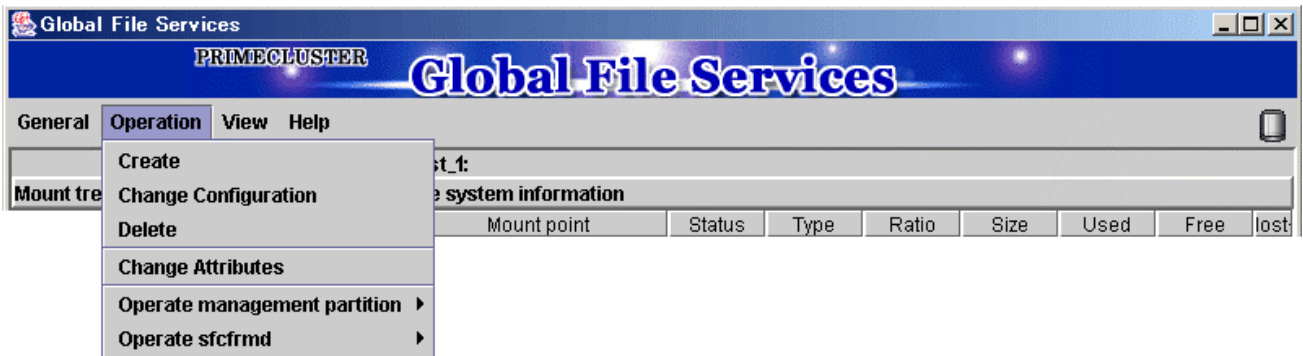 Global File Services
PRIMECLUSTER
Global File Services
General Operation View Help
Create
Change Configuration
Delete
Change Attributes
Operate management partition
Operate sfcfrmd
st_1:
Mount tre
e system information
Mount point Status Type Ratio Size Used Free lost